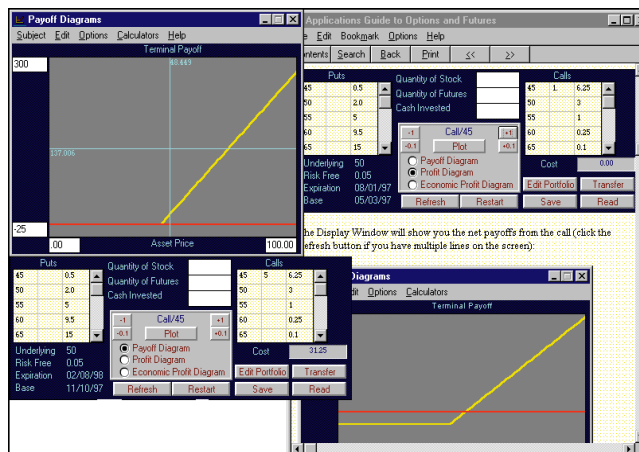 Payoff Diagrams
Subject Edit Options Calculators Help
Terminal Payoff
300
48.449
137.006
-25
.00 Asset Price 100.00
Puts
45 0.5
50 2.0
55 5
60 9.5
65 15
Quantity of Stock
Quantity of Futures
Cash Invested
Calls
45 5 6.25
50 3
55 1
60 0.25
65 0.1
-1 Call/45 +1
-0.1 Plot +0.1
Payoff Diagram
Profit Diagram
Economic Profit Diagram
Refresh Restart
Underlying 50
Risk Free 0.05
Expiration 02/08/98
Base 11/10/97
Cost 31.25
Edit Portfolio Transfer
Save Read
Applications Guide to Options and Futures
e Edit Bookmark Options Help
ontents Search Back Print << >>
Puts
45 0.5
50 2.0
55 5
60 9.5
65 15
Quantity of Stock
Quantity of Futures
Cash Invested
Calls
45 1. 6.25
50 3
55 1
60 0.25
65 0.1
-1 Call/45 +1
-0.1 Plot +0.1
Payoff Diagram
Profit Diagram
Economic Profit Diagram
Refresh Restart
Underlying 50
Risk Free 0.05
Expiration 08/01/97
Base 05/03/97
Cost 0.00
Edit Portfolio Transfer
Save Read
he Display Window will show you the net payoffs from the call (click the
efresh button if you have multiple lines on the screen):
Diagrams
dit Options Calculators
Terminal Payoff